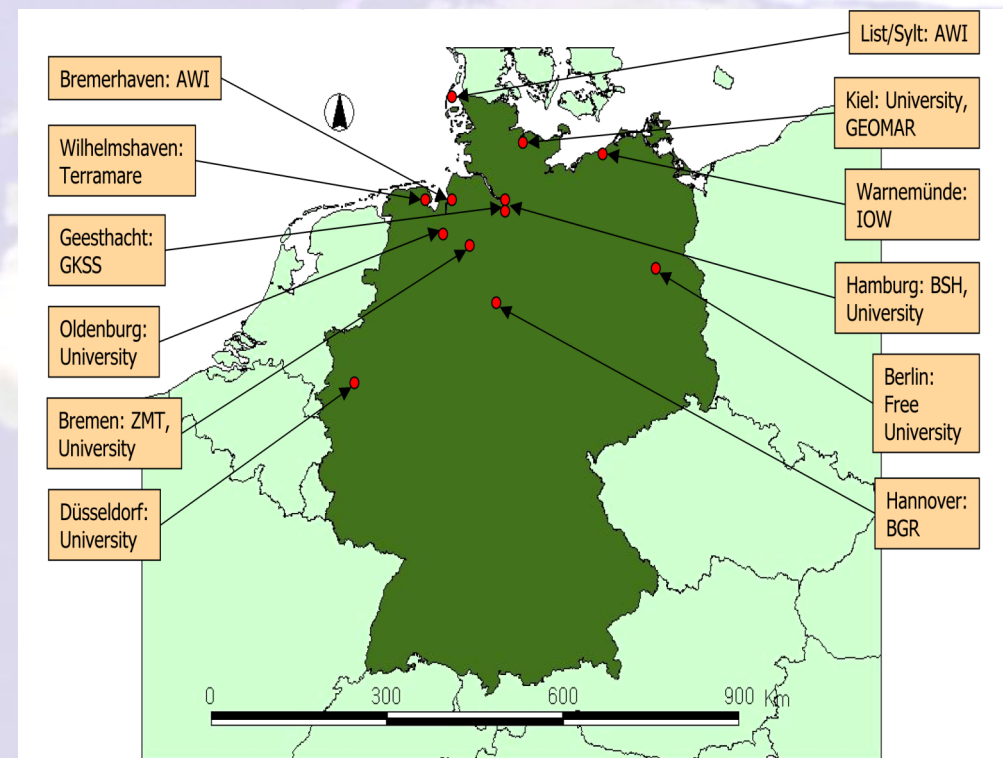 List/Sylt: AWI
Bremerhaven: AWI
Kiel: University,
GEOMAR
Wilhelmshaven:
Terramare
Warnemünde:
IOW
Geesthacht:
GKSS
Hamburg: BSH,
University
Oldenburg:
University
Berlin:
Free
University
Bremen: ZMT,
University
Hannover:
BGR
Düsseldorf:
University
0 300 600 900 Km